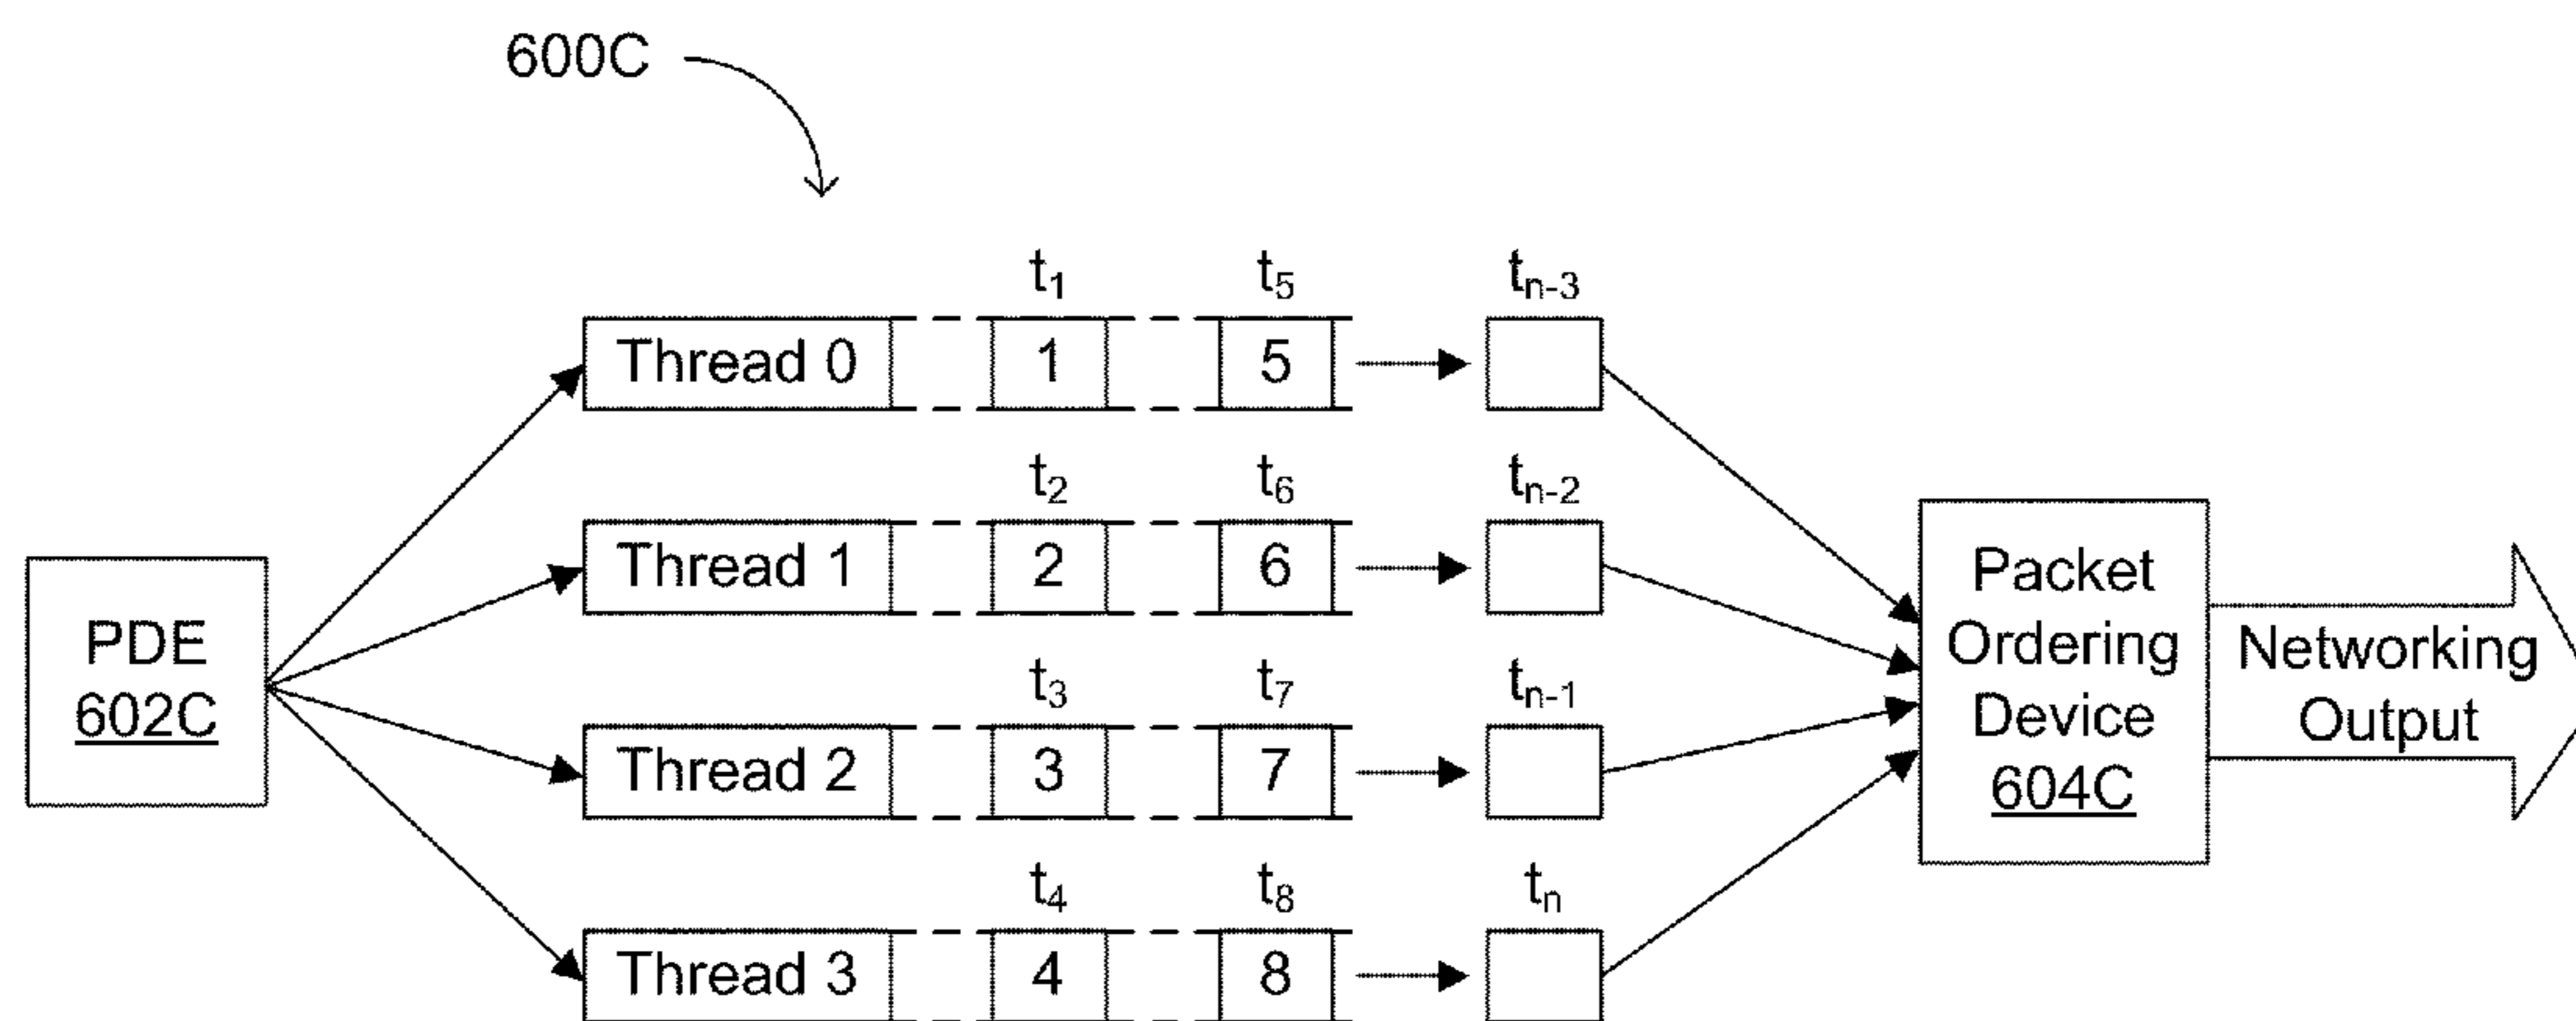 600C
t1 t5 tn-3
Thread 0 1 5
t2 t6 tn-2
Thread 1 2 6
t3 t7 tn-1
Thread 2 3 7
t4 t8 tn
Thread 3 4 8
PDE
602C
Packet
Ordering
Device
604C
Networking
Output